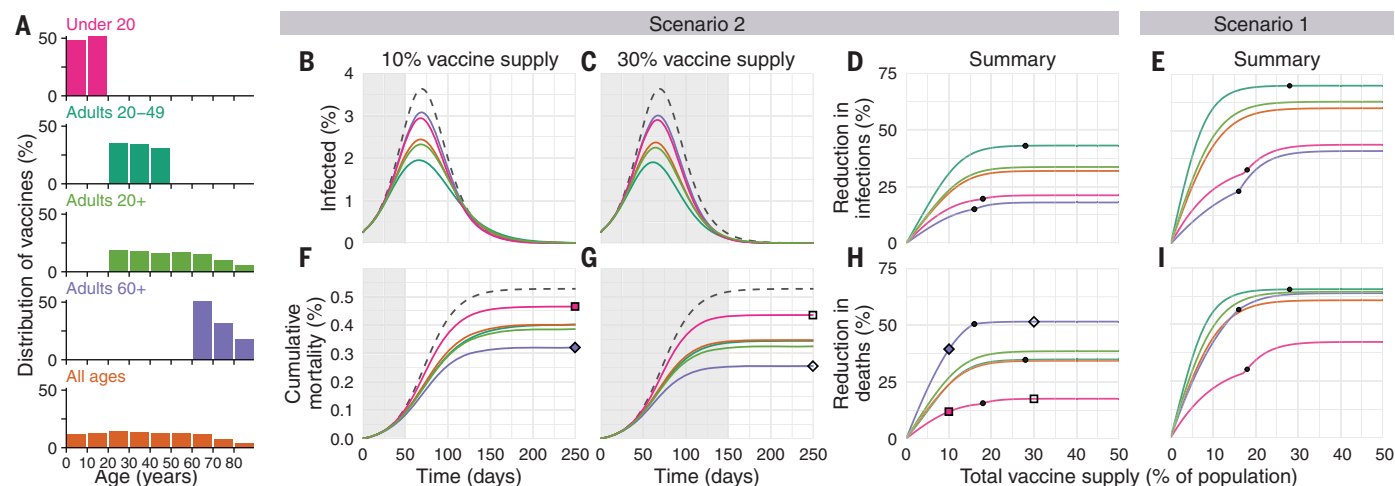 Scenario 2
Scenario 1
A
Under 20
50
0
Adults 20–49
50
0
Adults 20+
50
0
Adults 60+
50
0
All ages
50
0
0 10 20 30 40 50 60 70 80
Age (years)
Distribution of vaccines (%)
B
10% vaccine supply
4
3
2
1
0
Infected (%)
C
30% vaccine supply
D
Summary
75
50
25
0
Reduction in
infections (%)
E
Summary
F
0.5
0.4
0.3
0.2
0.1
0.0
Cumulative
mortality (%)
0 50 100 150 200 250
Time (days)
G
0 50 100 150 200 250
Time (days)
H
75
50
25
0
Reduction in
deaths (%)
0 10 20 30 40 50
I
0 10 20 30 40 50
Total vaccine supply (% of population)